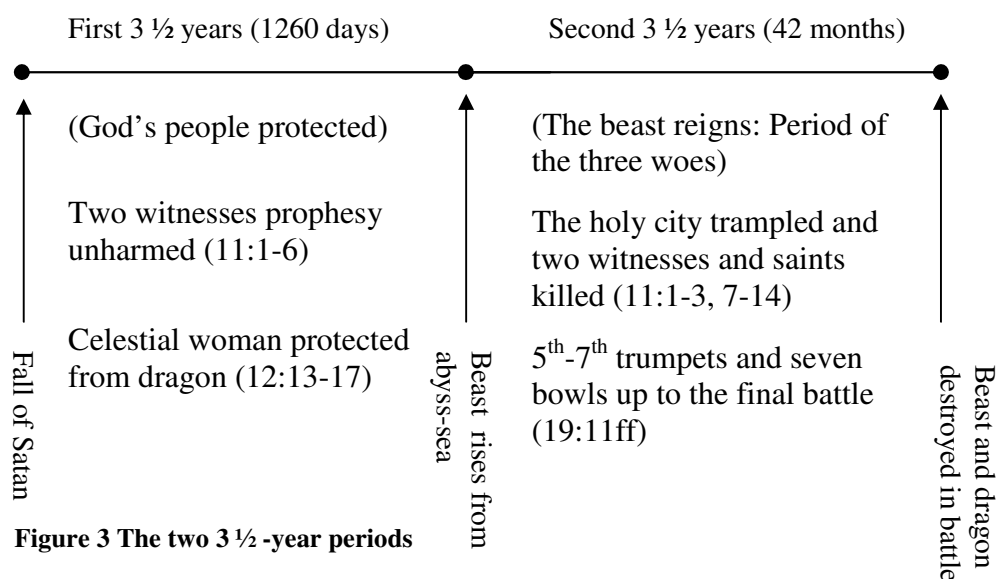 First 3 ½ years (1260 days)
Second 3 ½ years (42 months)
(God’s people protected)
Two witnesses prophesy
unharmed (11:1-6)
Celestial woman protected
from dragon (12:13-17)
(The beast reigns: Period of
the three woes)
The holy city trampled and
two witnesses and saints
killed (11:1-3, 7-14)
5th-7th trumpets and seven
bowls up to the final battle
(19:11ff)
Fall of Satan
Beast rises from
abyss-sea
Beast and dragon
destroyed in battle
Figure 3 The two 3 ½ -year periods